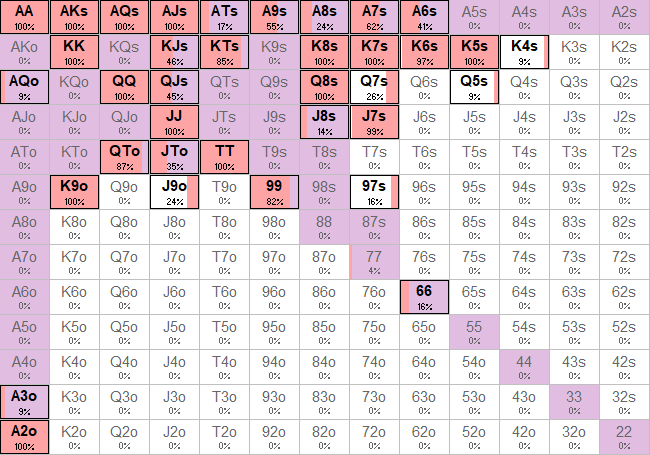 AA AKs AQs AJs ATs A9s A8s A7s A6s A5s A4s A3s A2s
100% 100% 100% 100% 17% 55% 24% 62% 41% 0% 0% 0% 0%
AKo KK KQs KJs KTs K9s K8s K7s K6s K5s K4s K3s K2s
0% 100% 0% 46% 85% 0% 100% 100% 97% 100% 9% 0% 0%
AQo KQo QQ QJs QTs Q9s Q8s Q7s Q6s Q5s Q4s Q3s Q2s
9% 0% 100% 45% 0% 0% 100% 26% 0% 9% 0% 0% 0%
AJo KJo QJo JJ JTs J9s J8s J7s J6s J5s J4s J3s J2s
0% 0% 0% 100% 0% 0% 14% 99% 0% 0% 0% 0% 0%
ATo KTo QTo JTo TT T9s T8s T7s T6s T5s T4s T3s T2s
0% 0% 87% 35% 100% 0% 0% 0% 0% 0% 0% 0% 0%
A9o K9o Q9o J9o T9o 99 98s 97s 96s 95s 94s 93s 92s
0% 100% 0% 24% 0% 82% 0% 16% 0% 0% 0% 0% 0%
A8o K8o Q8o J8o T8o 98o 88 87s 86s 85s 84s 83s 82s
0% 0% 0% 0% 0% 0% 0% 0% 0% 0% 0% 0% 0%
A7o K7o Q7o J7o T7o 97o 87o 77 76s 75s 74s 73s 72s
0% 0% 0% 0% 0% 0% 0% 4% 0% 0% 0% 0% 0%
A6o K6o Q6o J6o T6o 96o 86o 76o 66 65s 64s 63s 62s
0% 0% 0% 0% 0% 0% 0% 0% 16% 0% 0% 0% 0%
A5o K5o Q5o J5o T5o 95o 85o 75o 65o 55 54s 53s 52s
0% 0% 0% 0% 0% 0% 0% 0% 0% 0% 0% 0% 0%
A4o K4o Q4o J4o T4o 94o 84o 74o 64o 54o 44 43s 42s
0% 0% 0% 0% 0% 0% 0% 0% 0% 0% 0% 0% 0%
A3o K3o Q3o J3o T3o 93o 83o 73o 63o 53o 43o 33 32s
9% 0% 0% 0% 0% 0% 0% 0% 0% 0% 0% 0% 0%
A2o K2o Q2o J2o T2o 92o 82o 72o 62o 52o 42o 32o 22
100% 0% 0% 0% 0% 0% 0% 0% 0% 0% 0% 0% 0%